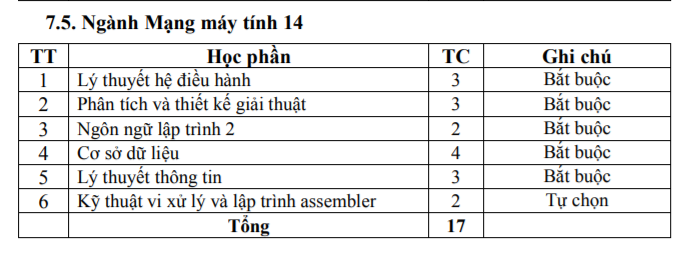 7.5. Ngành Mạng máy tính 14
TT Học phần TC Ghi chú
1 Lý thuyết hệ điều hành 3 Bắt buộc
2 Phân tích và thiết kế giải thuật 3 Bắt buộc
3 Ngôn ngữ lập trình 2 2 Bắt buộc
4 Cơ sở dữ liệu 4 Bắt buộc
5 Lý thuyết thông tin 3 Bắt buộc
6 Kỹ thuật vi xử lý và lập trình assembler 2 Tự chọn
Tổng 17